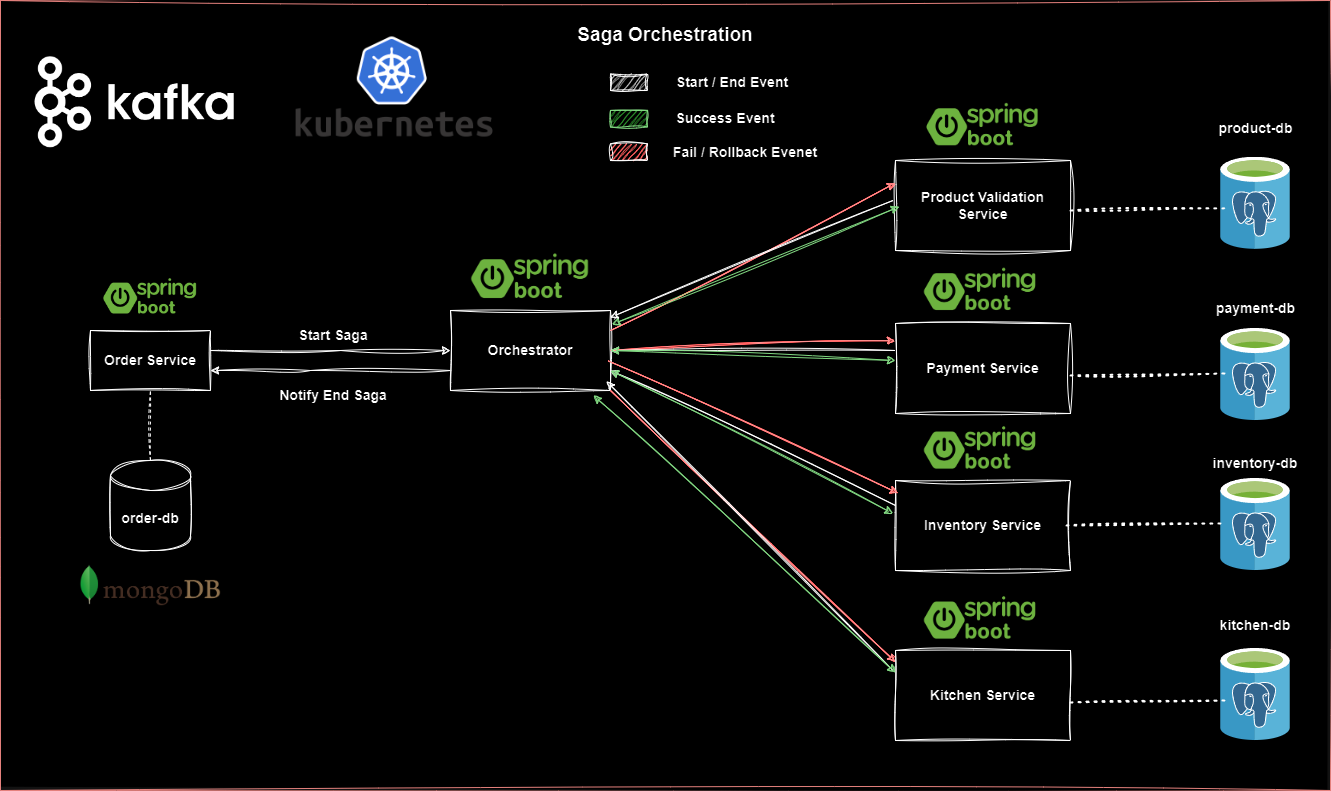 Saga Orchestration
kafka
kubernetes
Start / End Event
Success Event
Fail / Rollback Evenet
spring
boot
product-db
Product Validation
Service
spring
boot
Order Service
Start Saga
Notify End Saga
spring
boot
Orchestrator
spring
boot
payment-db
Payment Service
order-db
mongoDB
spring
boot
inventory-db
Inventory Service
spring
boot
kitchen-db
Kitchen Service